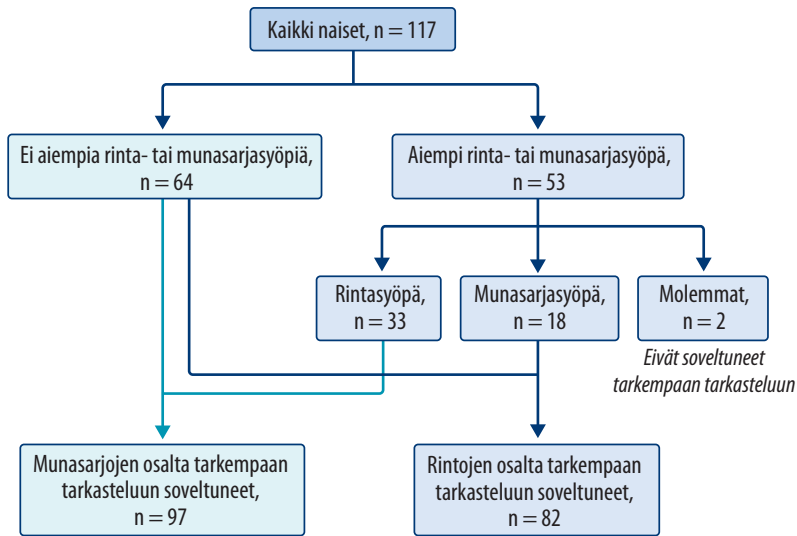 Kaikki naiset, n = 117
Ei aiempia rinta- tai munasarjasyöpiä,
n = 64
Aiempi rinta- tai munasarjasyöpä,
n = 53
Rintasyöpä,
n = 33
Munasarjasyöpä,
n = 18
Molemmat,
n = 2
Eivät soveltuneet
tarkempaan tarkasteluun
Munasarjojen osalta tarkempaan
tarkasteluun soveltuneet,
n = 97
Rintojen osalta tarkempaan
tarkasteluun soveltuneet,
n = 82